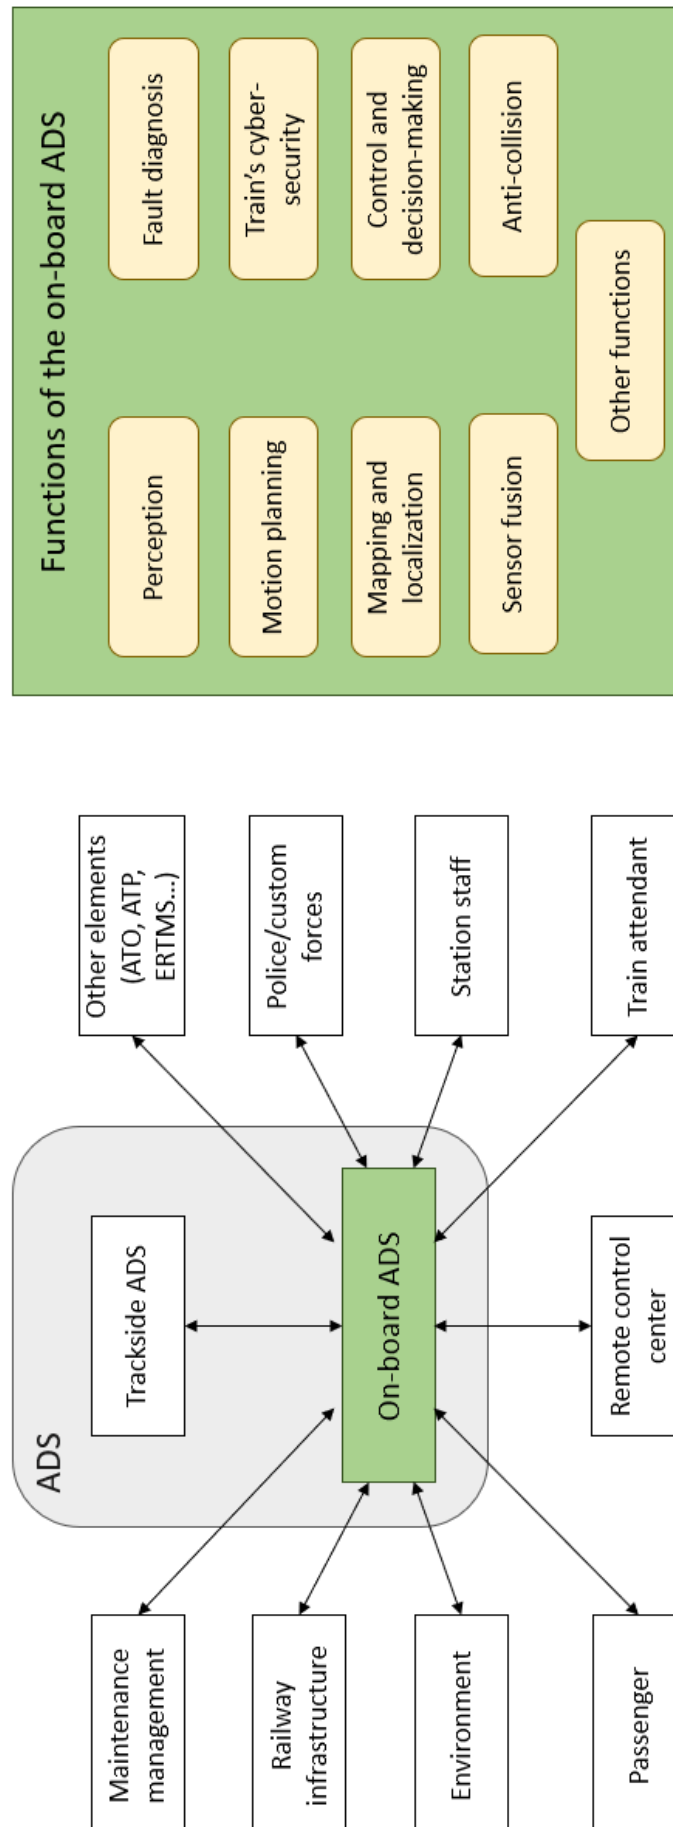 Maintenance
management
Railway
infrastructure
Environment
Passenger
ADS
Trackside ADS
On-board ADS
Remote control
center
Other elements
(ATO, ATP,
ERTMS...)
Police/custom
forces
Station staff
Train attendant
Functions of the on-board ADS
Perception
Fault diagnosis
Motion planning
Train's cyber-
security
Mapping and
localization
Control and
decision-making
Sensor fusion
Anti-collision
Other functions